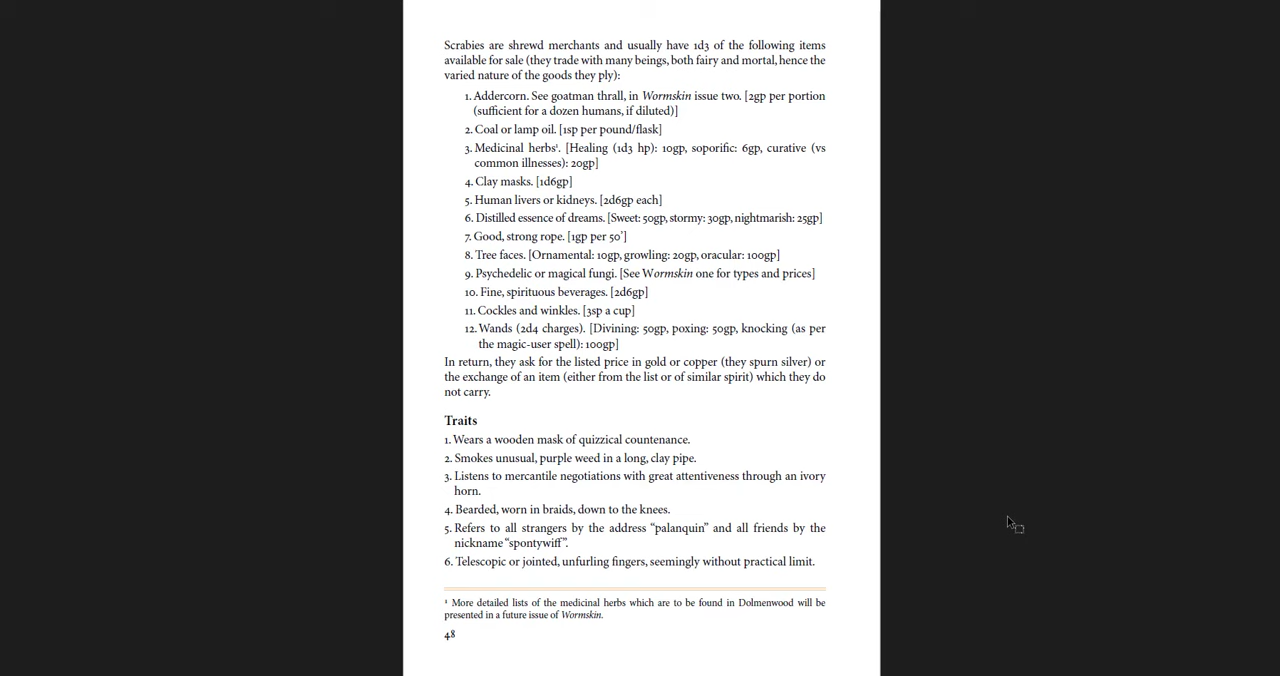 Scrabies are shrewd merchants and usually have 1d3 of the following items
available for sale (they trade with many beings, both fairy and mortal, hence the
varied nature of the goods they ply):
1. Addercorn. See goatman thrall, in Wormskin issue two. [2gp per portion
(sufficient for a dozen humans, if diluted)]
2. Coal or lamp oil. [1sp per pound/flask]
3. Medicinal herbs¹. [Healing (1d3 hp): 10gp, soporific: 6gp, curative (vs
common illnesses): 20gp]
4. Clay masks. [1d6gp]
5. Human livers or kidneys. [2d6gp each]
6. Distilled essence of dreams. [Sweet: 50gp, stormy: 30gp, nightmarish: 25gp]
7. Good, strong rope. [1gp per 50’]
8. Tree faces. [Ornamental: 10gp, growling: 20gp, oracular: 100gp]
9. Psychedelic or magical fungi. [See Wormskin one for types and prices]
10. Fine, spirituous beverages. [2d6gp]
11. Cockles and winkles. [3sp a cup]
12. Wands (2d4 charges). [Divining: 50gp, poxing: 50gp, knocking (as per
the magic-user spell): 100gp]
In return, they ask for the listed price in gold or copper (they spurn silver) or
the exchange of an item (either from the list or of similar spirit) which they do
not carry.
Traits
1. Wears a wooden mask of quizzical countenance.
2. Smokes unusual, purple weed in a long, clay pipe.
3. Listens to mercantile negotiations with great attentiveness through an ivory
horn.
4. Bearded, worn in braids, down to the knees.
5. Refers to all strangers by the address “palanquin” and all friends by the
nickname “spontywiff”.
6. Telescopic or jointed, unfurling fingers, seemingly without practical limit.
¹ More detailed lists of the medicinal herbs which are to be found in Dolmenwood will be
presented in a future issue of Wormskin.
48